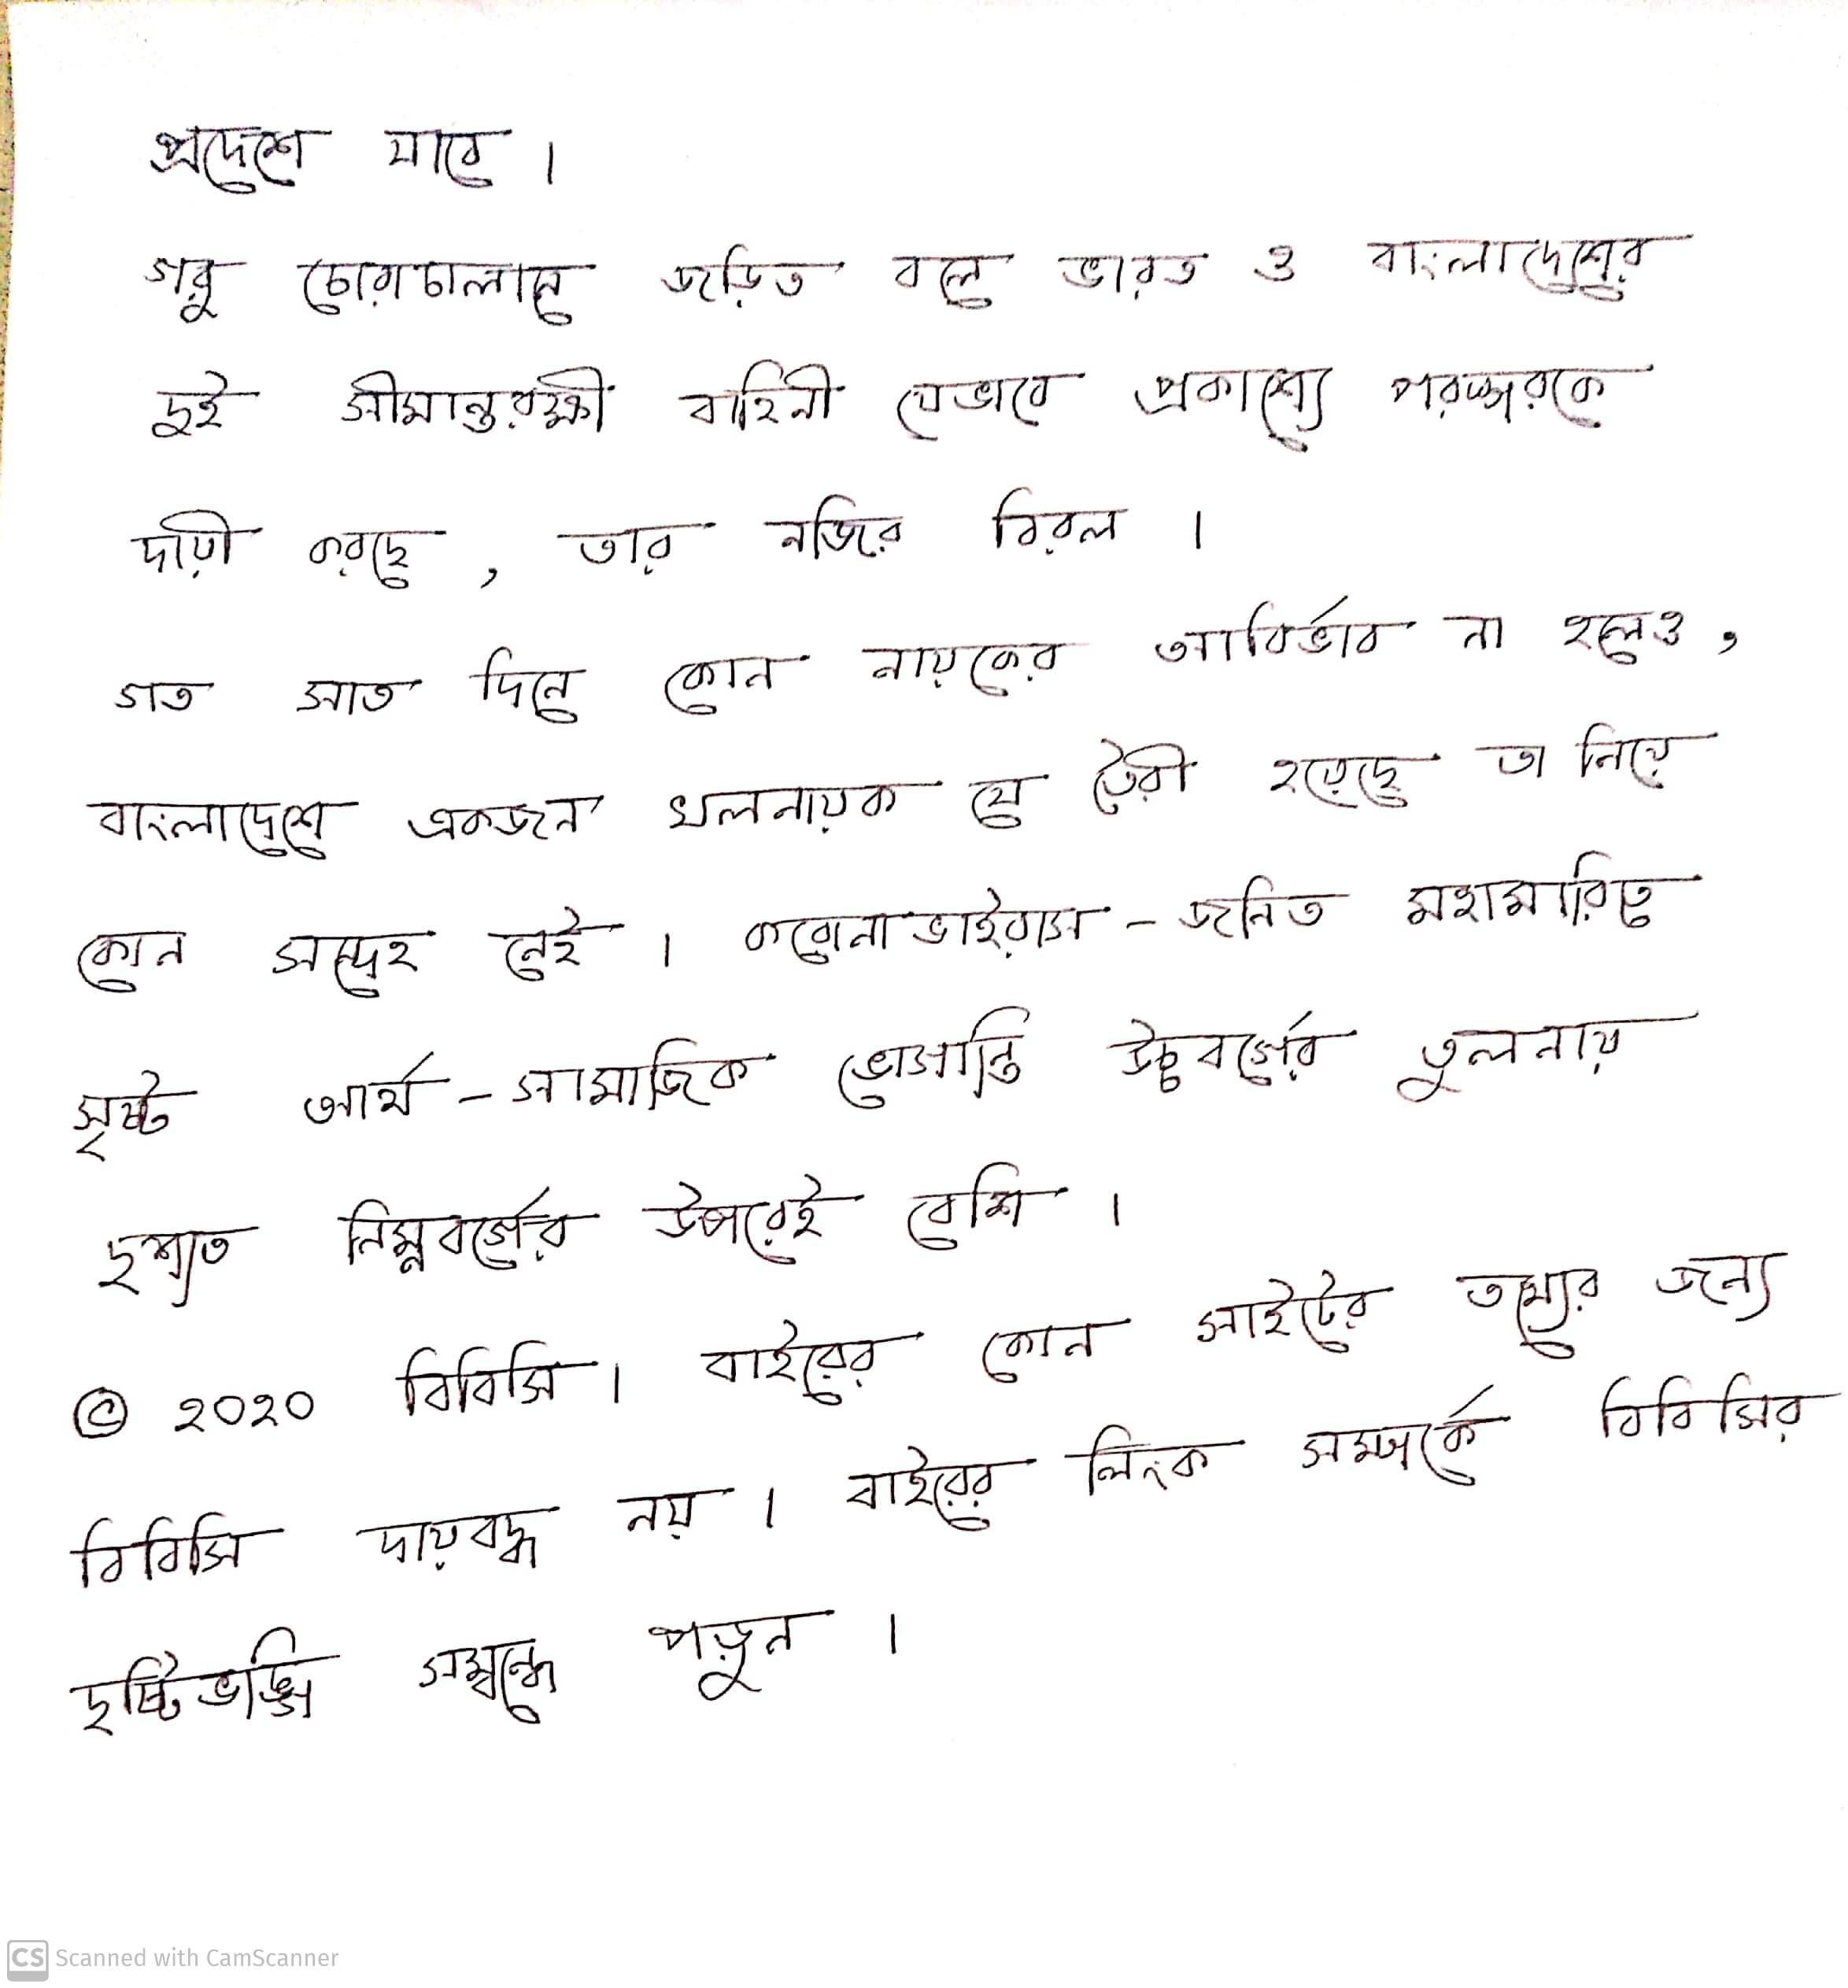 প্রদেশে যাবে ।
গরু চোরাচালানে জড়িত বলে ভারত ও বাংলাদেশের
দুই সীমান্তরক্ষী বাহিনী যেভাবে প্রকাশ্যে পরস্পরকে
দায়ী করছে , তার নজির বিরল ।
গত সাত দিনে কোন নায়কের আবির্ভাব না হলেও ,
বাংলাদেশে একজন খলনায়ক যে তৈরী হয়েছে তা নিয়ে
কোন সন্দেহ নেই । করোনাভাইরাস - জনিত মহামারিতে
সৃষ্ট আর্থ - সামাজিক ভোগান্তি উচ্চবর্গের তুলনায়
দৃশ্যত নিম্নবর্গের উপরেই বেশি ।
© ২০২০ বিবিসি । বাইরের কোন সাইটের তথ্যের জন্য
বিবিসি দায়বদ্ধ নয় । বাইরের লিংক সম্পর্কে বিবিসির
দৃষ্টিভঙ্গি সম্বন্ধে পড়ুন ।
CS Scanned with CamScanner